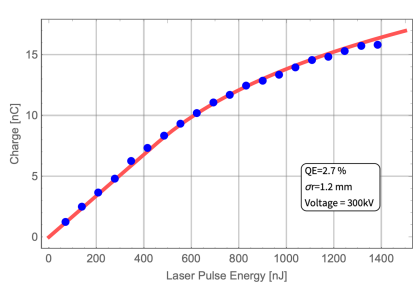 15
10
5
0
Charge [nC]
QE=2.7 %
σr=1.2 mm
Voltage = 300kV
0 200 400 600 800 1000 1200 1400
Laser Pulse Energy [nJ]